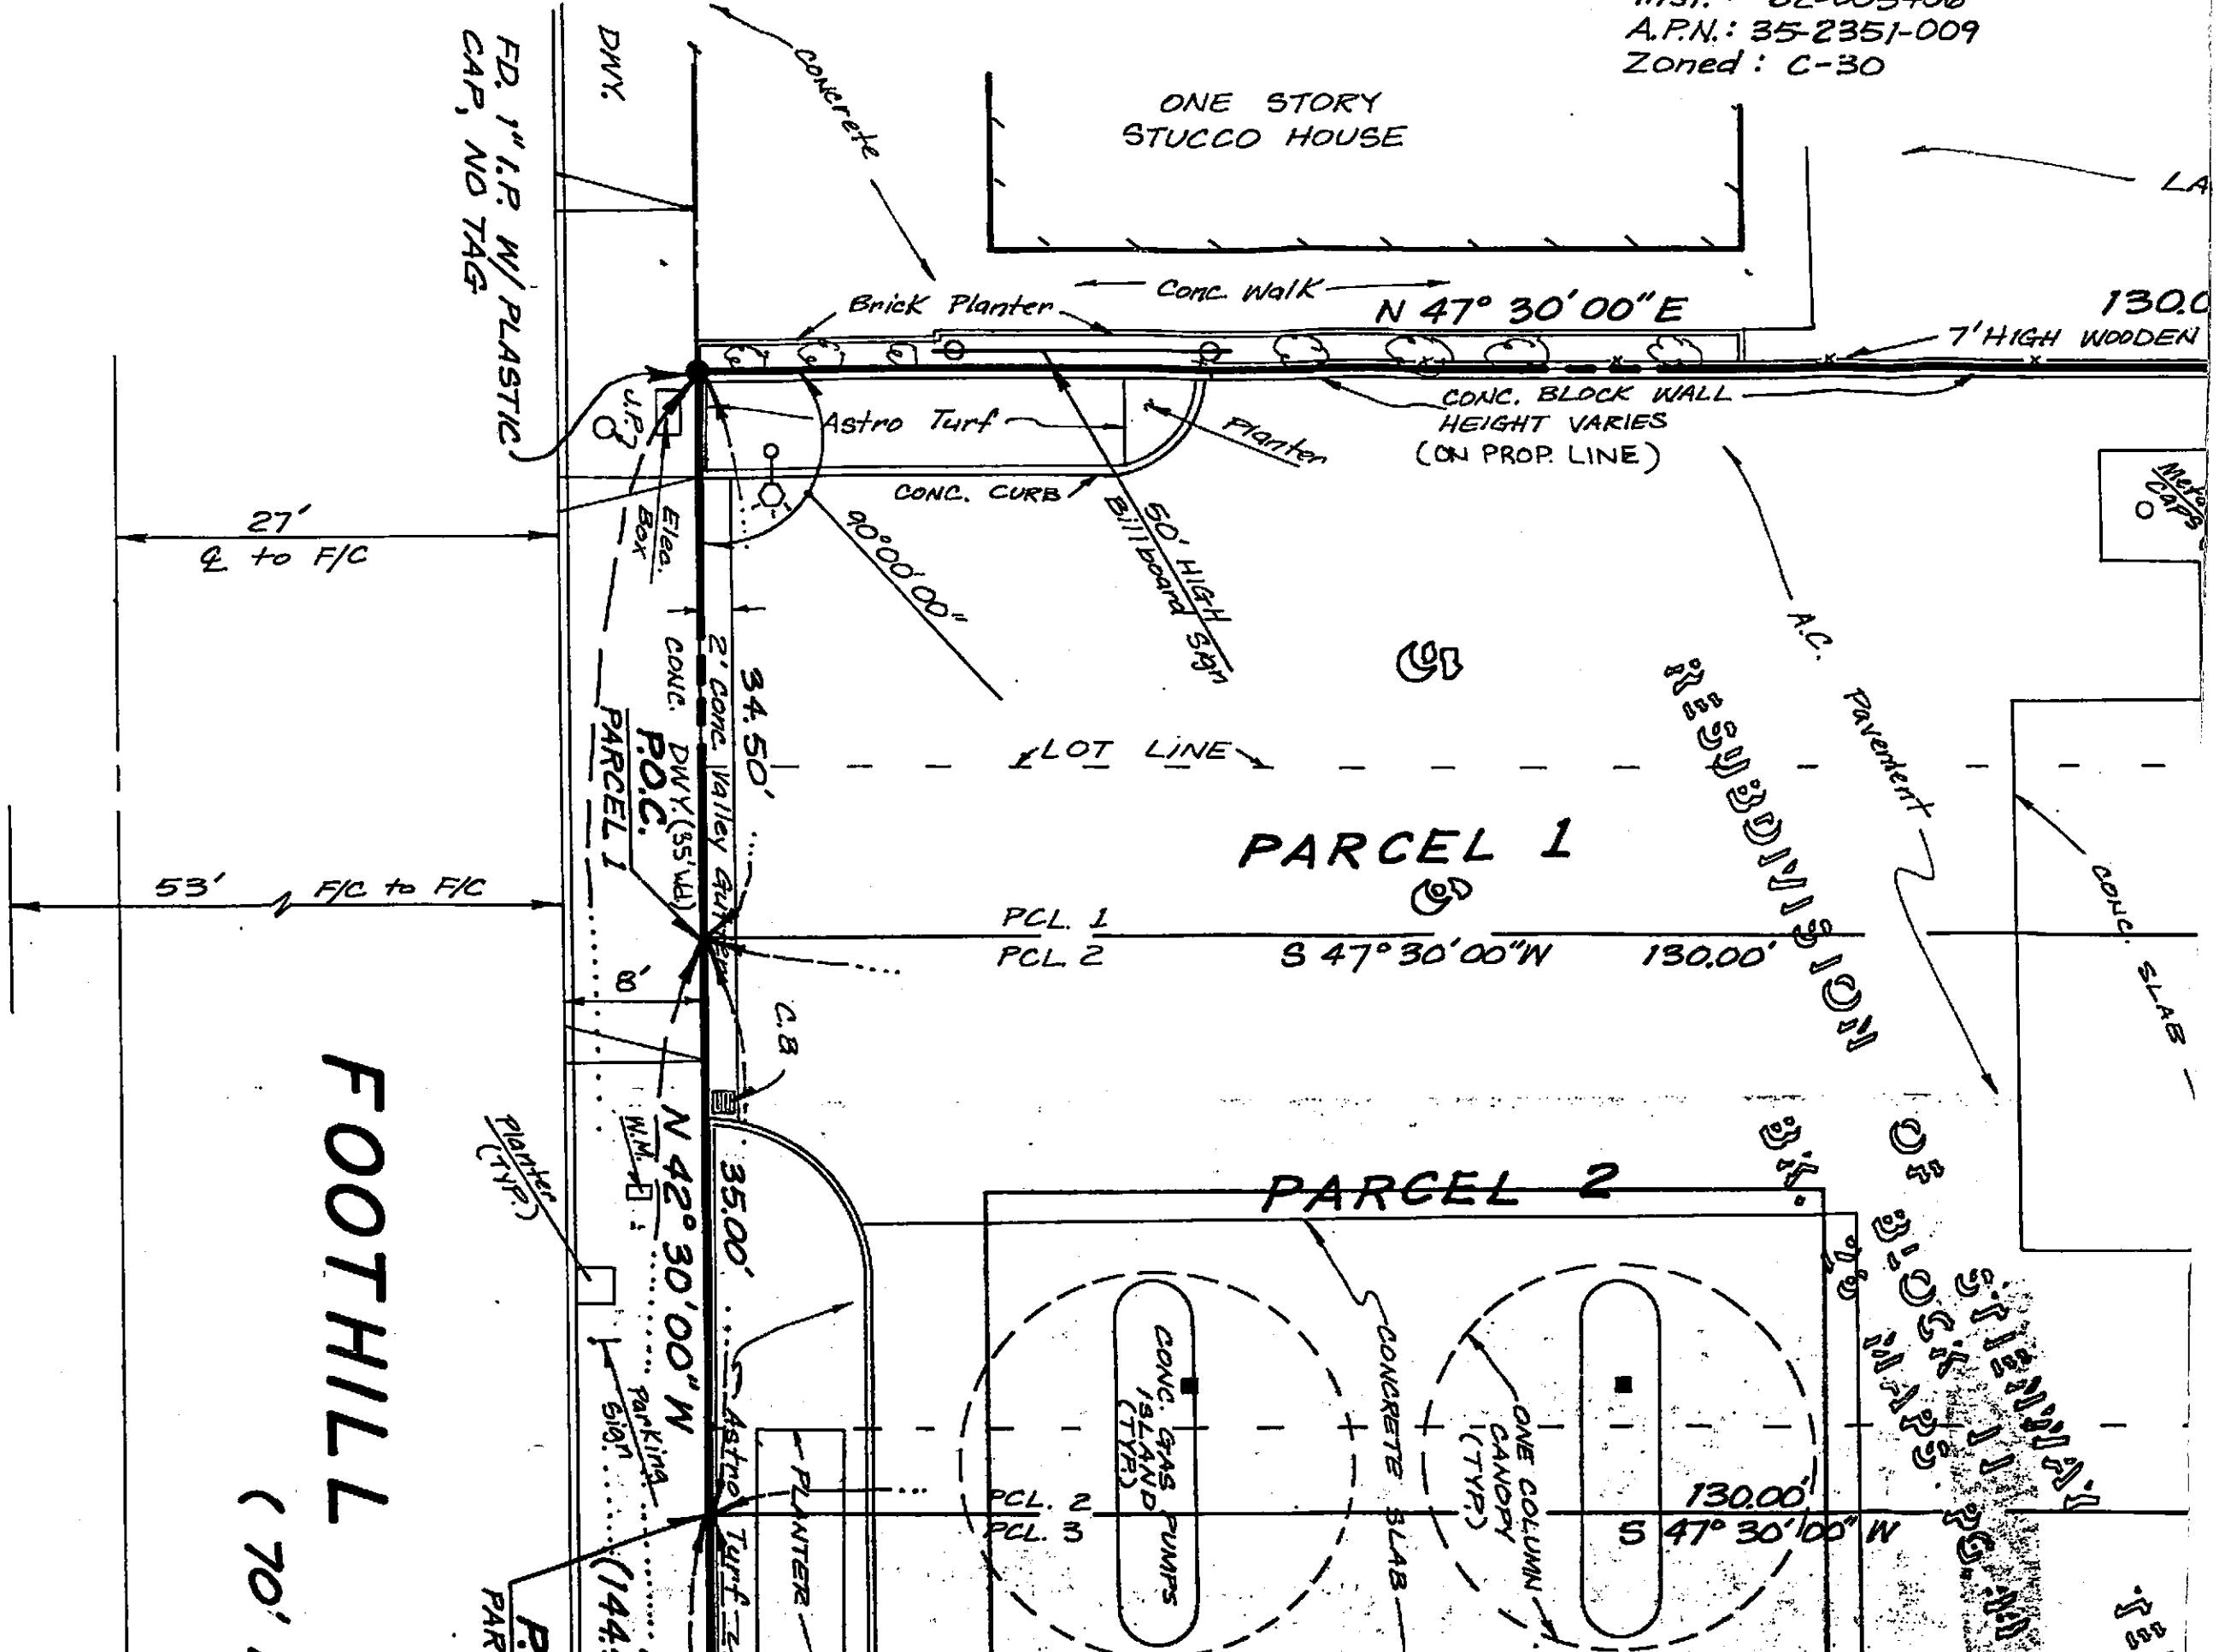 A.P.N.: 35-2351-009
Zoned: C-30
DWY.
FD. 1" I.P. W/ PLASTIC
CAP, NO TAG
concrete
ONE STORY
STUCCO HOUSE
Conc. Walk
Brick Planter
N 47° 30' 00" E
7' HIGH WOODEN
CONC. BLOCK WALL
HEIGHT VARIES
(ON PROP. LINE)
Astro Turf
Planter
CONC. CURB
Elec.
Box
90°00'00"
50' HIGH
Billboard Sign
27'
℄ to F/C
A.C. Pavement
34.50'
2' Conc. Valley Gutter
CONC. DWY. (35' Wd)
P.O.C.
PARCEL 1
LOT LINE
PARCEL 1
53' F/C to F/C
PCL. 1
PCL. 2
S 47° 30' 00" W 130.00'
8'
C.B
CONC. SLAB
RESUBDIVISION
OF
BLOCK
FOOTHILL
( 70'
Planter
(TYP.)
W.M.
N 42° 30' 00" W
35.00'
PARCEL 2
Parking
Sign
Astro Turf
PLANTER
CONC. GAS PUMPS
ISLAND
(TYP.)
CONCRETE SLAB
ONE COLUMN
CANOPY
(TYP.)
PCL. 2
PCL. 3
130.00'
S 47° 30' 00" W